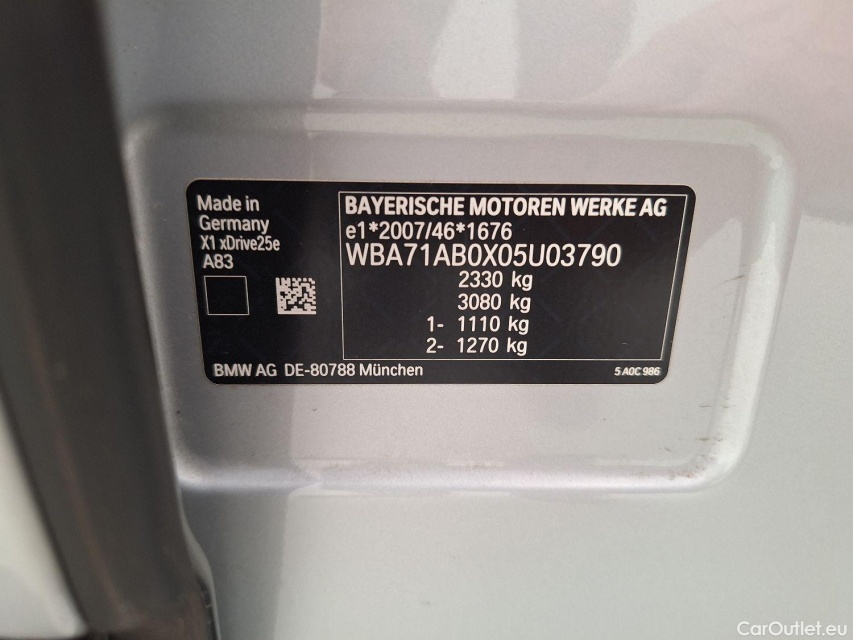 Made in
Germany
X1 xDrive25e
A83
BAYERISCHE MOTOREN WERKE AG
e1*2007/46*1676
WBA71AB0X05U03790
2330 kg
3080 kg
1- 1110 kg
2- 1270 kg
BMW AG DE-80788 München
5 A0C 986
CarOutlet.eu